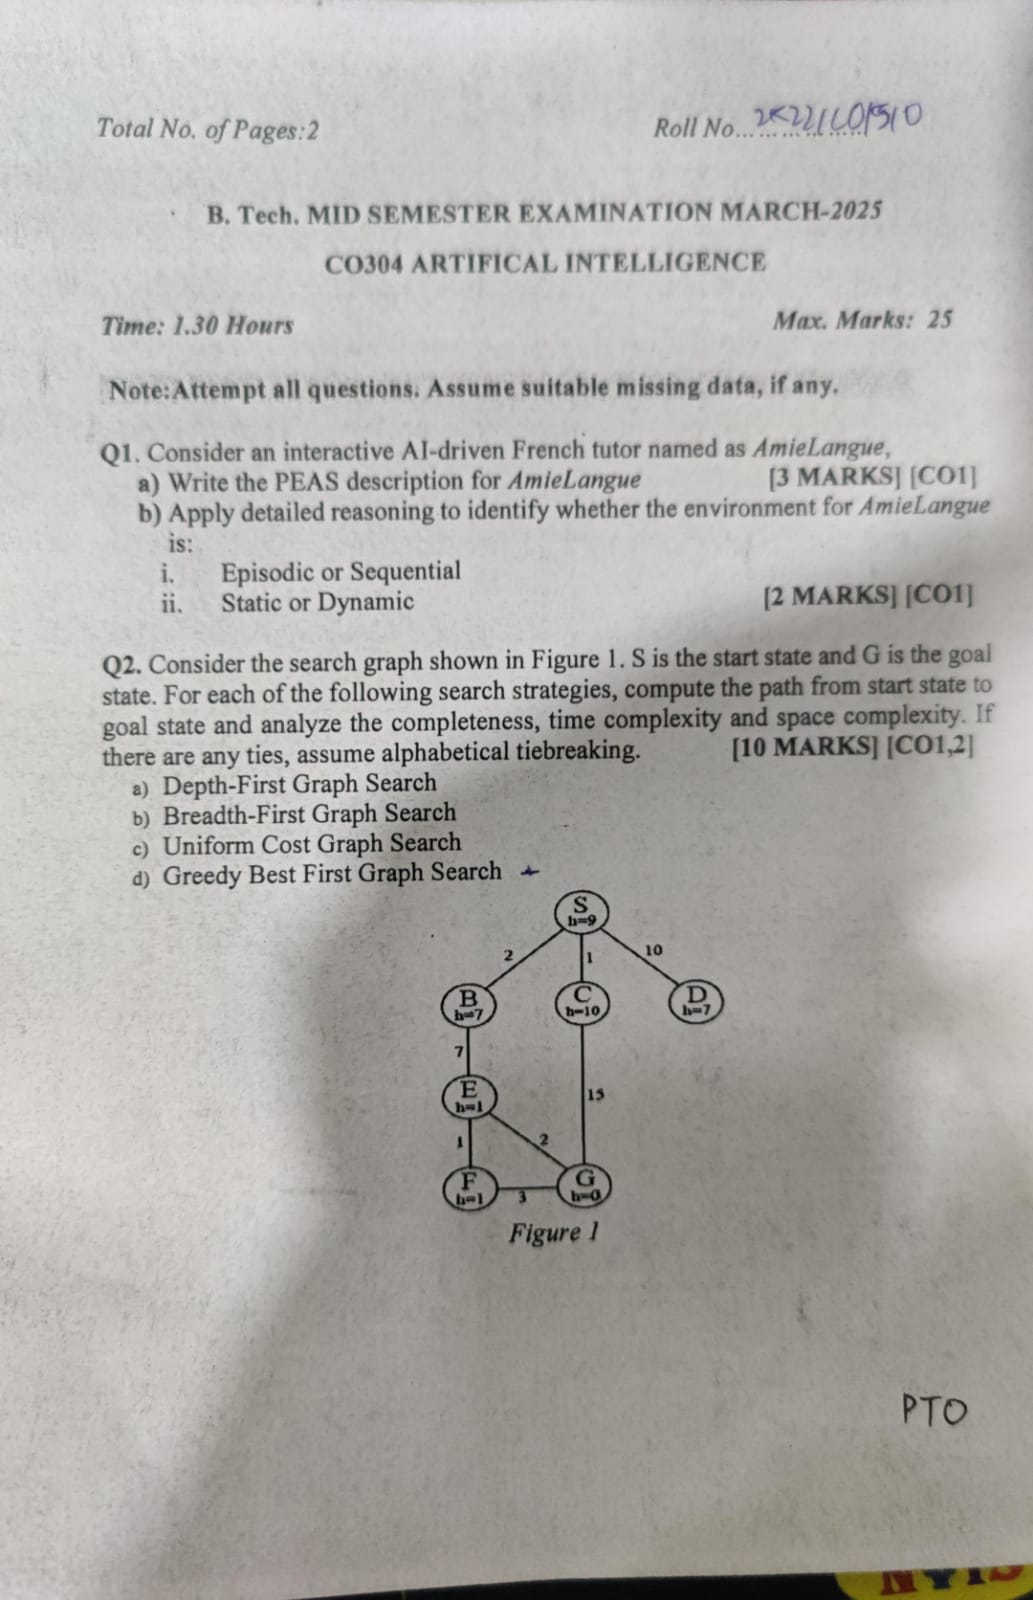 Total No. of Pages:2
Roll No...............
B. Tech. MID SEMESTER EXAMINATION MARCH-2025
CO304 ARTIFICAL INTELLIGENCE
Time: 1.30 Hours
Max. Marks: 25
Note:Attempt all questions. Assume suitable missing data, if any.
Q1. Consider an interactive AI-driven French tutor named as AmieLangue,
a) Write the PEAS description for AmieLangue [3 MARKS] [CO1]
b) Apply detailed reasoning to identify whether the environment for AmieLangue
is:
i. Episodic or Sequential
ii. Static or Dynamic [2 MARKS] [CO1]
Q2. Consider the search graph shown in Figure 1. S is the start state and G is the goal
state. For each of the following search strategies, compute the path from start state to
goal state and analyze the completeness, time complexity and space complexity. If
there are any ties, assume alphabetical tiebreaking. [10 MARKS] [CO1,2]
a) Depth-First Graph Search
b) Breadth-First Graph Search
c) Uniform Cost Graph Search
d) Greedy Best First Graph Search
S
h=9
2
1
10
B
h=7
C
h=10
D
h=7
7
E
h=1
15
1
2
F
h=1
3
G
h=0
Figure 1
PTO